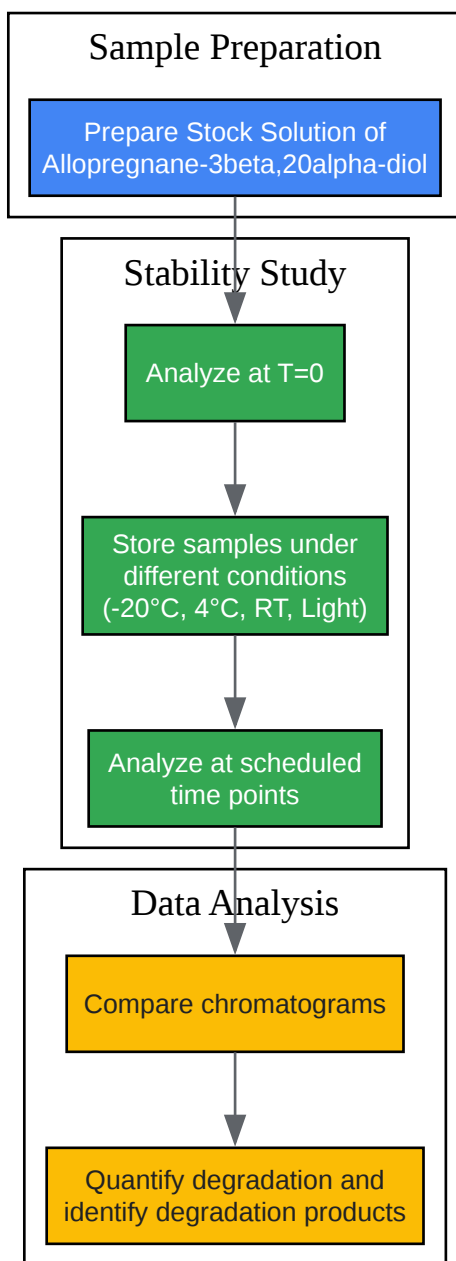 Sample Preparation
Prepare Stock Solution of
Allopregnane-3beta,20alpha-diol
Stability Study
Analyze at T=0
Store samples under
different conditions
(-20°C, 4°C, RT, Light)
Analyze at scheduled
time points
Data Analysis
Compare chromatograms
Quantify degradation and
identify degradation products